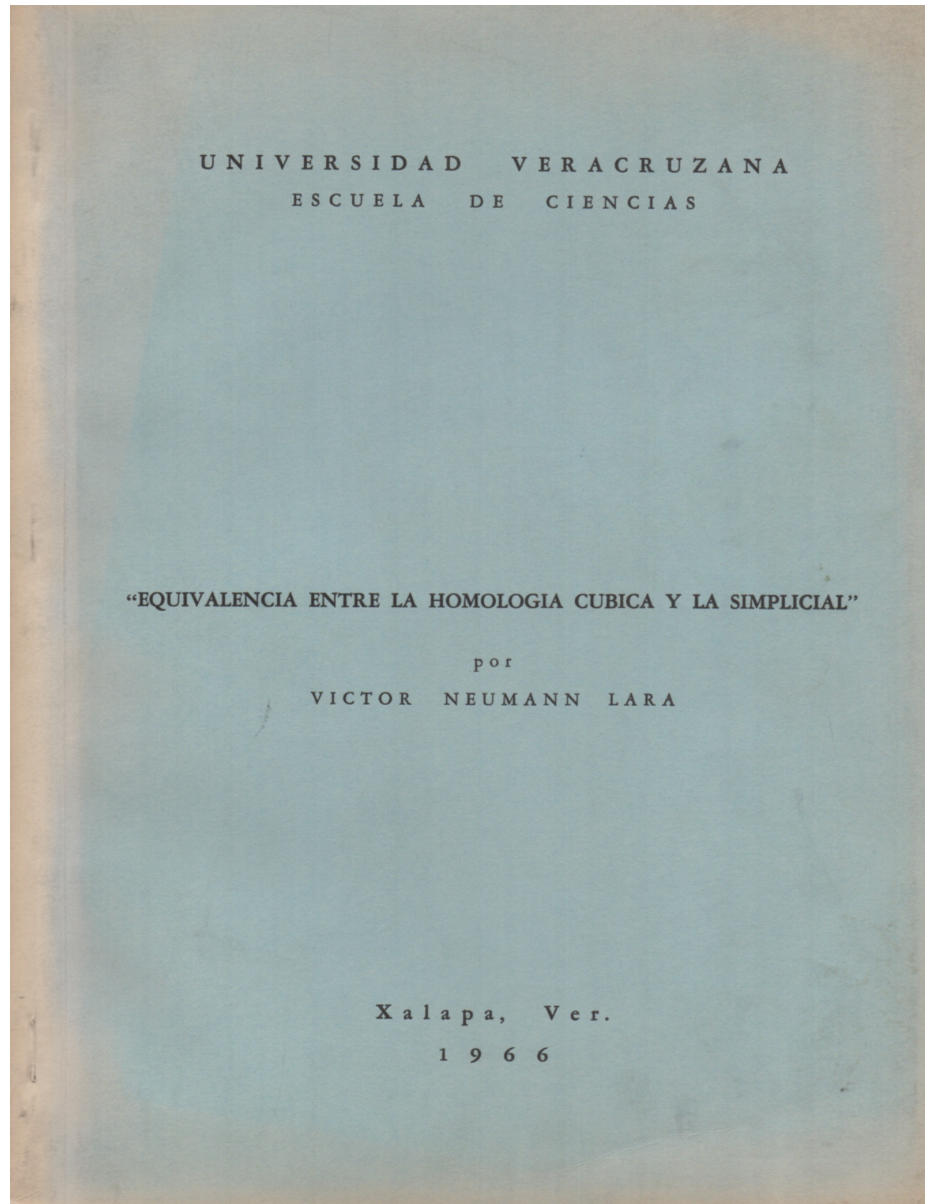 UNIVERSIDAD VERACRUZANA
ESCUELA DE CIENCIAS
“EQUIVALENCIA ENTRE LA HOMOLOGIA CUBICA Y LA SIMPLICIAL”
por
VICTOR NEUMANN LARA
Xalapa, Ver.
1966